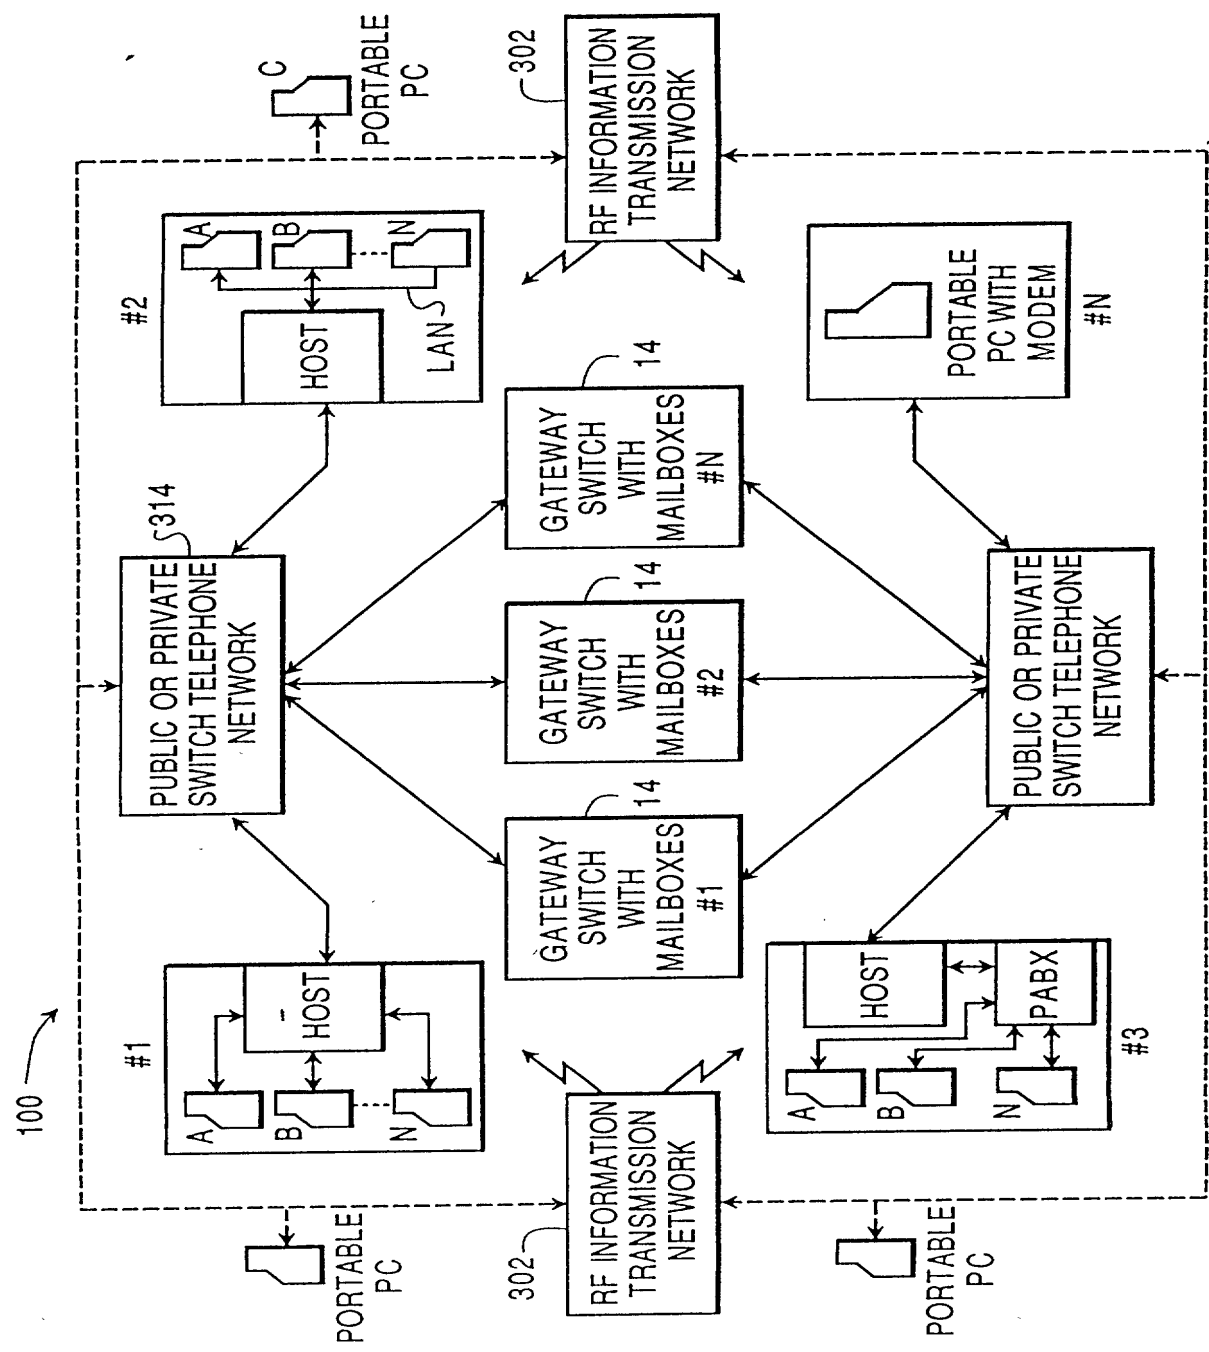 100
PORTABLE
PC
#1
A
B
N
HOST
PUBLIC OR PRIVATE
SWITCH TELEPHONE
NETWORK
314
#2
HOST
A
B
N
LAN
C
PORTABLE
PC
302
RF INFORMATION
TRANSMISSION
NETWORK
GATEWAY
SWITCH
WITH
MAILBOXES
#1
14
GATEWAY
SWITCH
WITH
MAILBOXES
#2
14
GATEWAY
SWITCH
WITH
MAILBOXES
#N
14
302
RF INFORMATION
TRANSMISSION
NETWORK
PORTABLE
PC
A
B
N
HOST
PABX
#3
PUBLIC OR PRIVATE
SWITCH TELEPHONE
NETWORK
PORTABLE
PC WITH
MODEM
#N